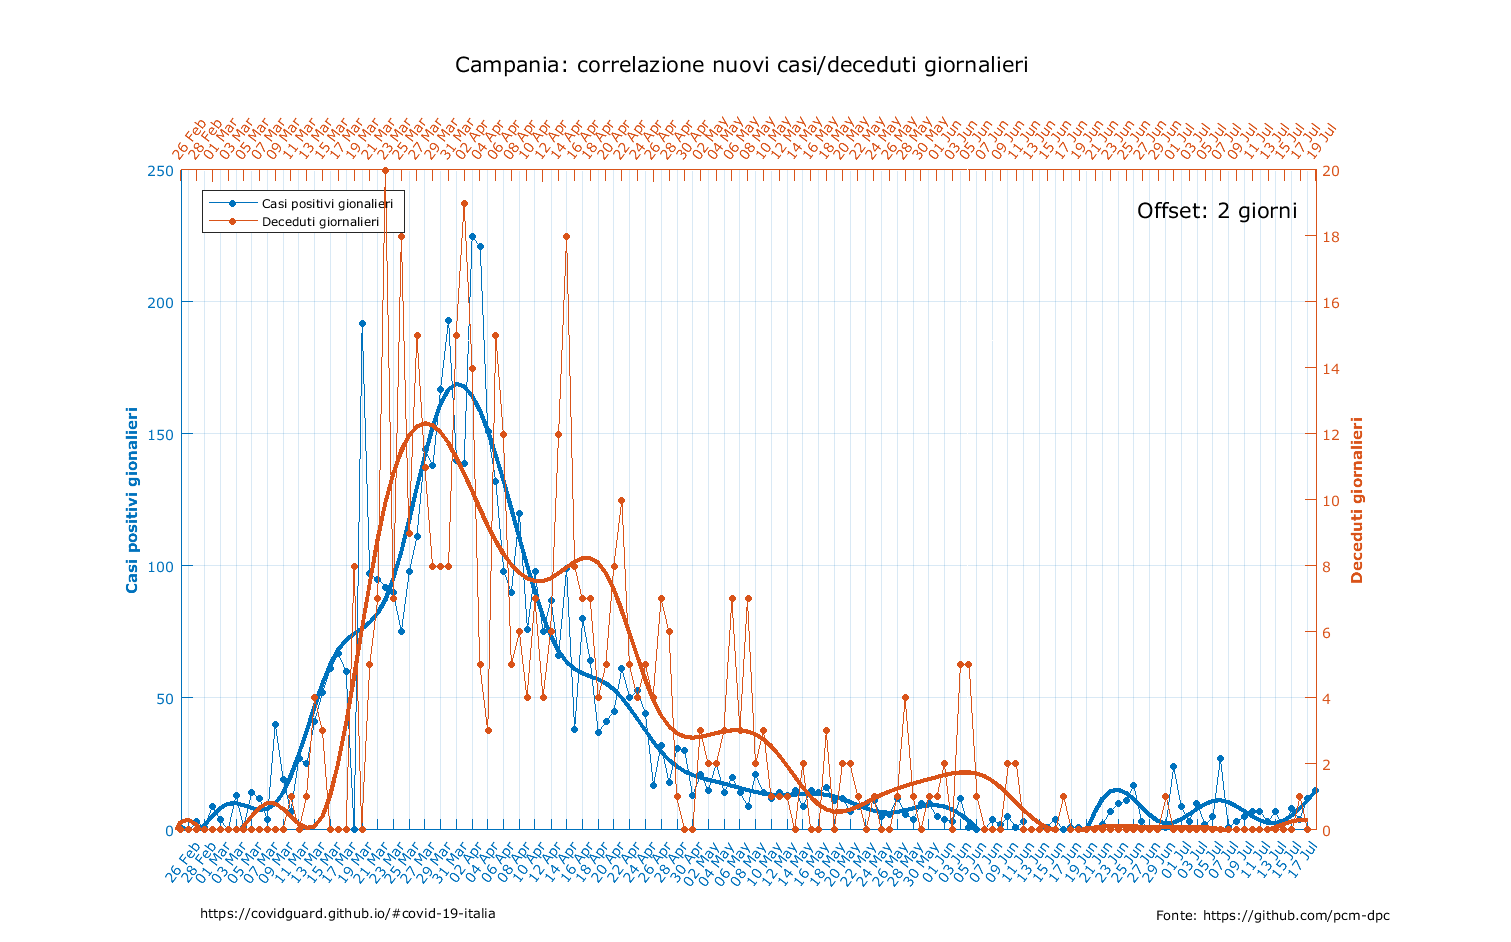 Campania: correlazione nuovi casi/deceduti giornalieri
26 Feb
28 Feb
01 Mar
03 Mar
05 Mar
07 Mar
09 Mar
11 Mar
13 Mar
15 Mar
17 Mar
19 Mar
21 Mar
23 Mar
25 Mar
27 Mar
29 Mar
31 Mar
02 Apr
04 Apr
06 Apr
08 Apr
10 Apr
12 Apr
14 Apr
16 Apr
18 Apr
20 Apr
22 Apr
24 Apr
26 Apr
28 Apr
30 Apr
02 May
04 May
06 May
08 May
10 May
12 May
14 May
16 May
18 May
20 May
22 May
24 May
26 May
28 May
30 May
01 Jun
03 Jun
05 Jun
07 Jun
09 Jun
11 Jun
13 Jun
15 Jun
17 Jun
19 Jun
21 Jun
23 Jun
25 Jun
27 Jun
29 Jun
01 Jul
03 Jul
05 Jul
07 Jul
09 Jul
11 Jul
13 Jul
15 Jul
17 Jul
19 Jul
Casi positivi gionalieri
Deceduti giornalieri
Offset: 2 giorni
250
200
150
100
50
0
Casi positivi gionalieri
20
18
16
14
12
10
8
6
4
2
0
Deceduti giornalieri
26 Feb
28 Feb
01 Mar
03 Mar
05 Mar
07 Mar
09 Mar
11 Mar
13 Mar
15 Mar
17 Mar
19 Mar
21 Mar
23 Mar
25 Mar
27 Mar
29 Mar
31 Mar
02 Apr
04 Apr
06 Apr
08 Apr
10 Apr
12 Apr
14 Apr
16 Apr
18 Apr
20 Apr
22 Apr
24 Apr
26 Apr
28 Apr
30 Apr
02 May
04 May
06 May
08 May
10 May
12 May
14 May
16 May
18 May
20 May
22 May
24 May
26 May
28 May
30 May
01 Jun
03 Jun
05 Jun
07 Jun
09 Jun
11 Jun
13 Jun
15 Jun
17 Jun
19 Jun
21 Jun
23 Jun
25 Jun
27 Jun
29 Jun
01 Jul
03 Jul
05 Jul
07 Jul
09 Jul
11 Jul
13 Jul
15 Jul
17 Jul
https://covidguard.github.io/#covid-19-italia
Fonte: https://github.com/pcm-dpc